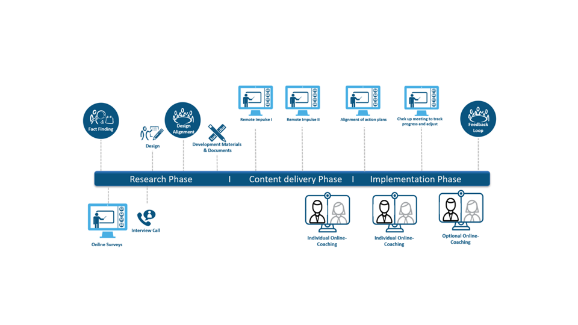 Fact Finding
Design
Design
Alignment
Development Materials
& Documents
Remote Impulse I
Remote Impulse II
Alignment of action plans
Check up meeting to track
progress and adjust
Feedback
Loop
Research Phase I Content delivery Phase I Implementation Phase
Online Surveys
Interview Call
Individual Online-
Coaching
Individual Online-
Coaching
Optional Online-
Coaching